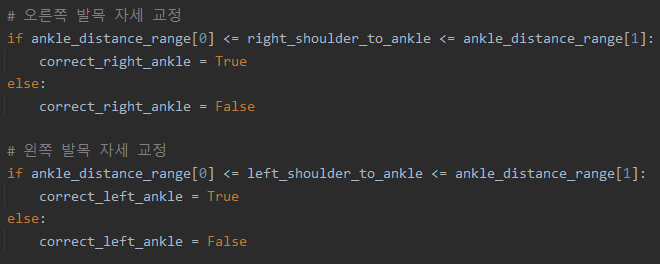 # 오른쪽 발목 자세 교정
if ankle_distance_range[0] <= right_shoulder_to_ankle <= ankle_distance_range[1]:
    correct_right_ankle = True
else:
    correct_right_ankle = False

# 왼쪽 발목 자세 교정
if ankle_distance_range[0] <= left_shoulder_to_ankle <= ankle_distance_range[1]:
    correct_left_ankle = True
else:
    correct_left_ankle = False